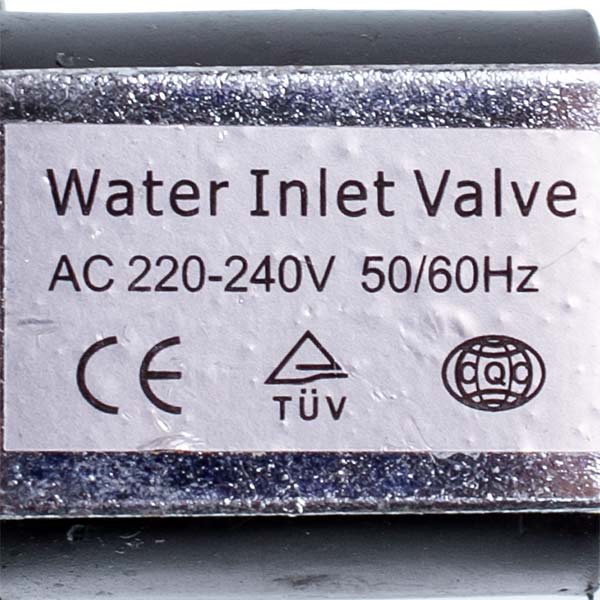 Water Inlet Valve
AC 220-240V 50/60Hz
CE TÜV CQC